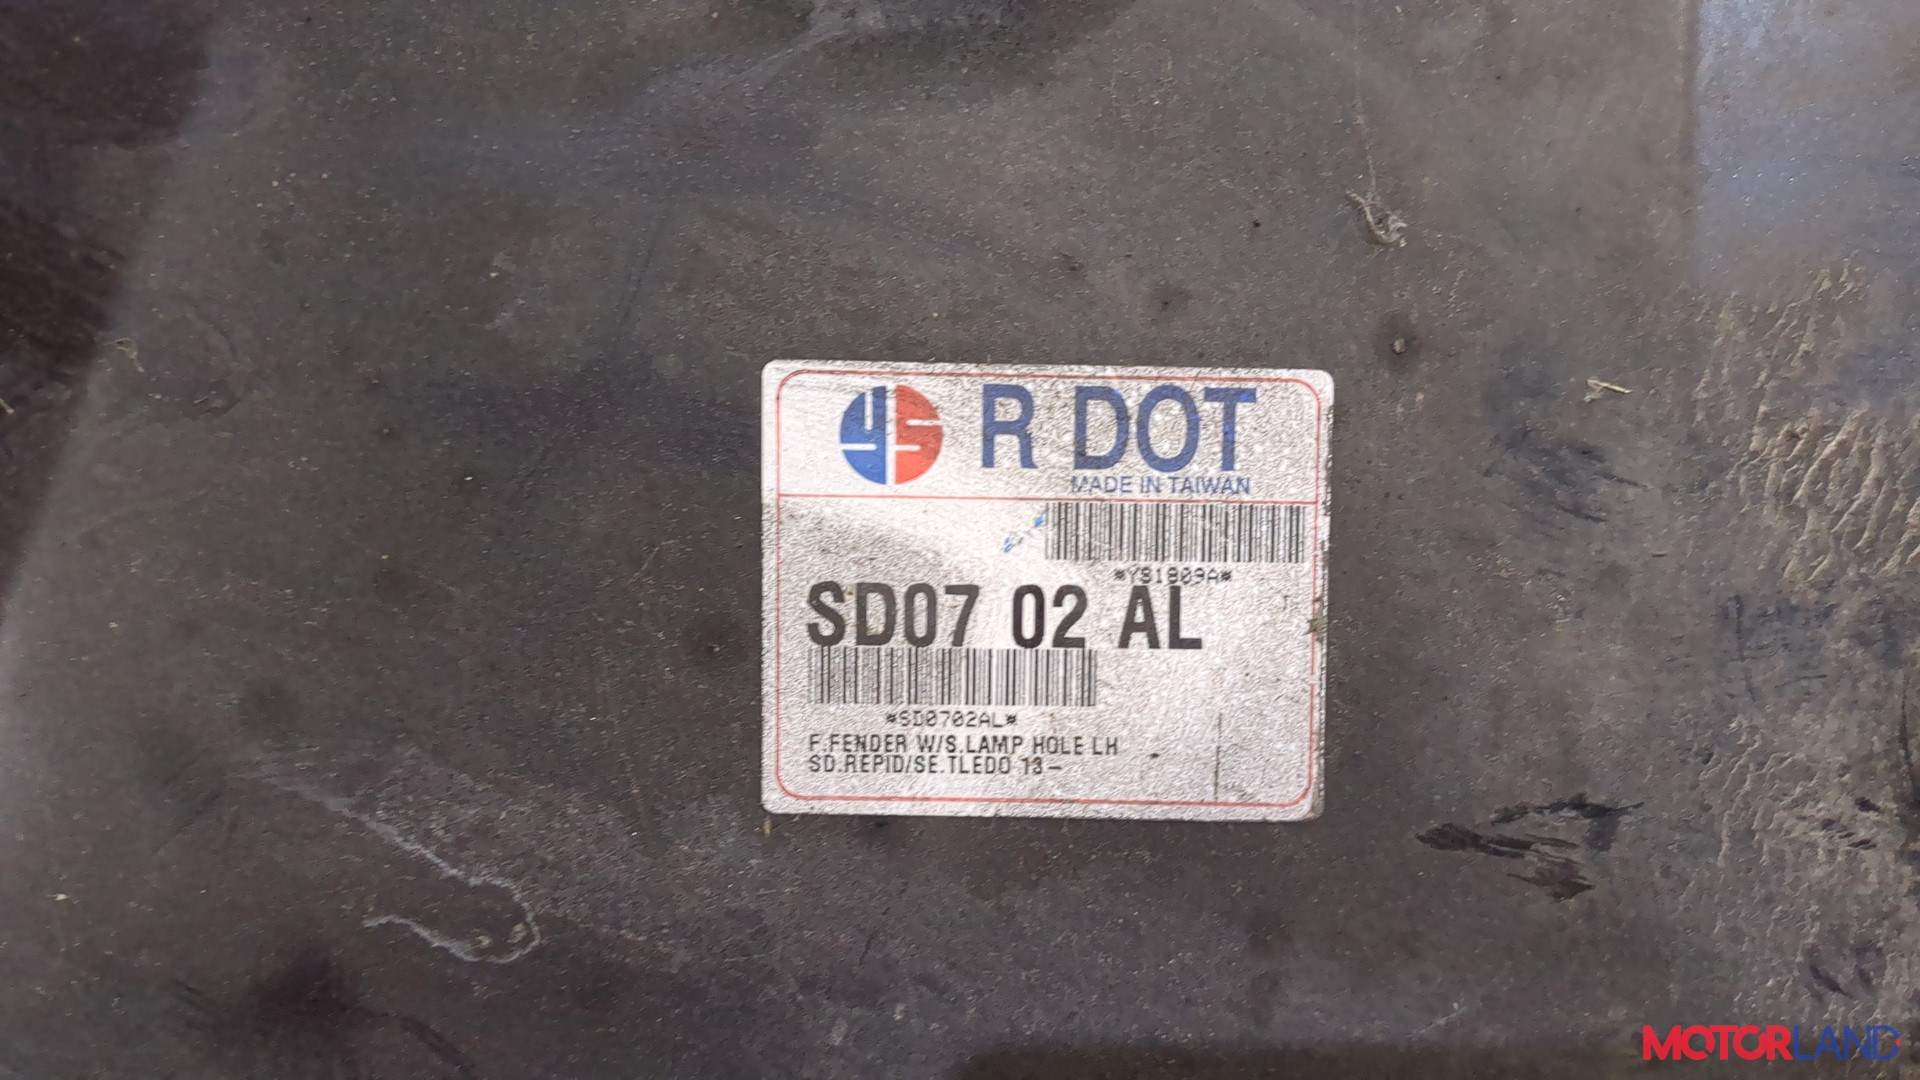 YS R DOT
MADE IN TAIWAN
*YS1809A*
SD07 02 AL
*SD0702AL*
F.FENDER W/S.LAMP HOLE LH
SD.REPID/SE.TLEDO 13-
MOTORLAND